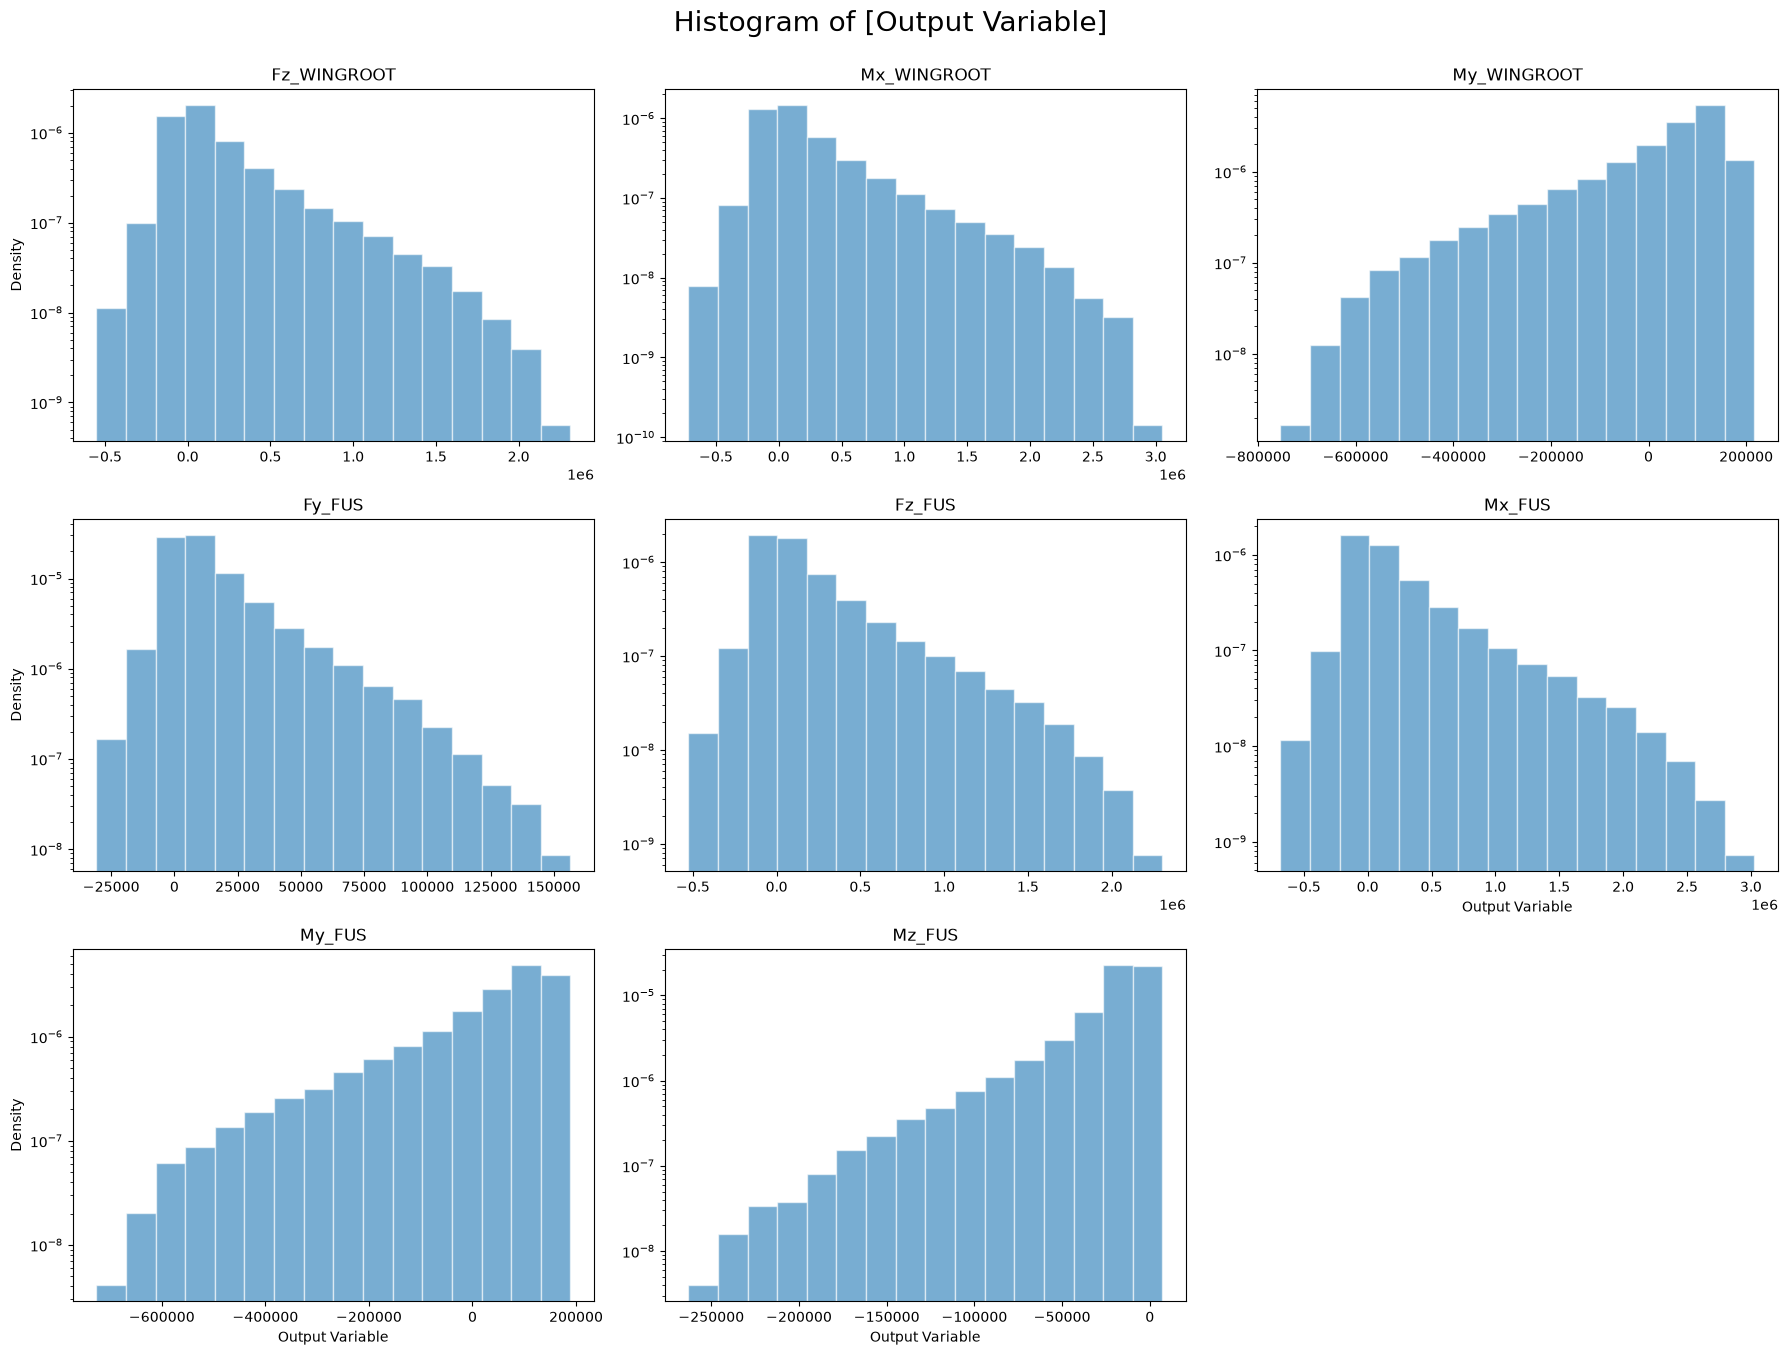 Histogram of [Output Variable]
Fz_WINGROOT
Density
10⁻⁶
10⁻⁷
10⁻⁸
10⁻⁹
−0.5 0.0 0.5 1.0 1.5 2.0
1e6
Mx_WINGROOT
10⁻⁶
10⁻⁷
10⁻⁸
10⁻⁹
10⁻¹⁰
−0.5 0.0 0.5 1.0 1.5 2.0 2.5 3.0
1e6
My_WINGROOT
10⁻⁶
10⁻⁷
10⁻⁸
−800000 −600000 −400000 −200000 0 200000
Fy_FUS
Density
10⁻⁵
10⁻⁶
10⁻⁷
10⁻⁸
−25000 0 25000 50000 75000 100000 125000 150000
Fz_FUS
10⁻⁶
10⁻⁷
10⁻⁸
10⁻⁹
−0.5 0.0 0.5 1.0 1.5 2.0
1e6
Mx_FUS
10⁻⁶
10⁻⁷
10⁻⁸
10⁻⁹
−0.5 0.0 0.5 1.0 1.5 2.0 2.5 3.0
Output Variable
1e6
My_FUS
Density
10⁻⁶
10⁻⁷
10⁻⁸
−600000 −400000 −200000 0 200000
Output Variable
Mz_FUS
10⁻⁵
10⁻⁶
10⁻⁷
10⁻⁸
−250000 −200000 −150000 −100000 −50000 0
Output Variable